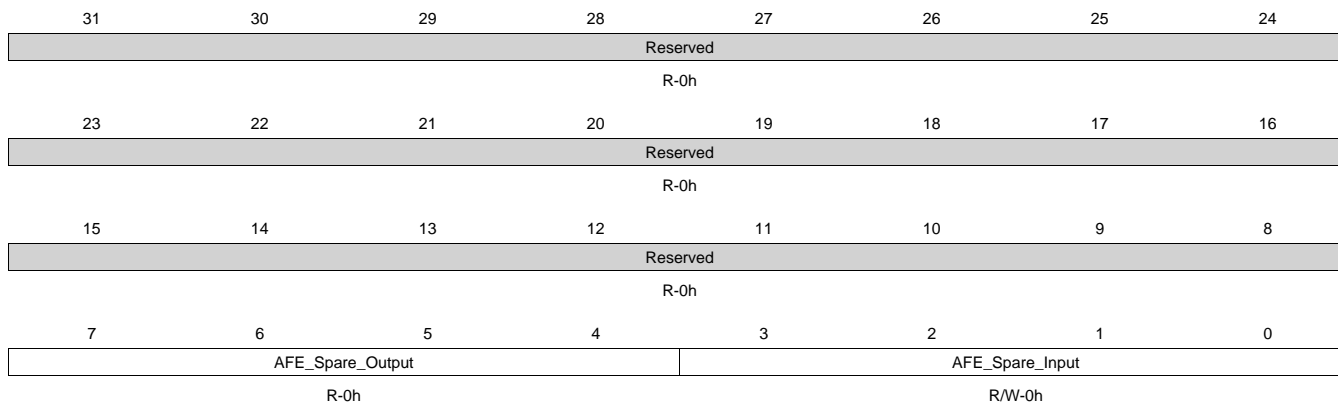 31 30 29 28 27 26 25 24
Reserved
R-0h
23 22 21 20 19 18 17 16
Reserved
R-0h
15 14 13 12 11 10 9 8
Reserved
R-0h
7 6 5 4 3 2 1 0
AFE_Spare_Output AFE_Spare_Input
R-0h R/W-0h